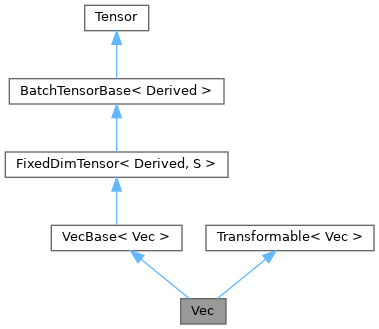 Tensor
BatchTensorBase< Derived >
FixedDimTensor< Derived, S >
VecBase< Vec >
Transformable< Vec >
Vec